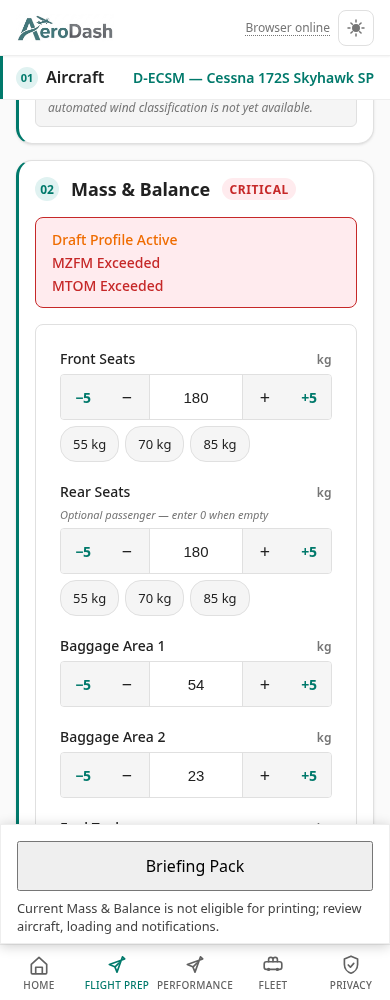 AeroDash
Browser online
01 Aircraft D-ECSM — Cessna 172S Skyhawk SP
automated wind classification is not yet available.
02 Mass & Balance CRITICAL
Draft Profile Active
MZFM Exceeded
MTOM Exceeded
Front Seats kg
−5 − 180 + +5
55 kg 70 kg 85 kg
Rear Seats kg
Optional passenger — enter 0 when empty
−5 − 180 + +5
55 kg 70 kg 85 kg
Baggage Area 1 kg
−5 − 54 + +5
Baggage Area 2 kg
−5 − 23 + +5
Briefing Pack
Current Mass & Balance is not eligible for printing; review
aircraft, loading and notifications.
HOME FLIGHT PREP PERFORMANCE FLEET PRIVACY